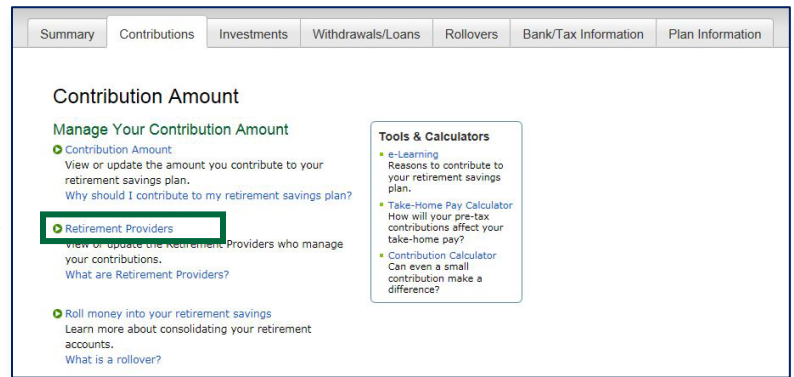 Summary Contributions Investments Withdrawals/Loans Rollovers Bank/Tax Information Plan Information
Contribution Amount
Manage Your Contribution Amount
Contribution Amount
View or update the amount you contribute to your
retirement savings plan.
Why should I contribute to my retirement savings plan?
Retirement Providers
View or update the Retirement Providers who manage
your contributions.
What are Retirement Providers?
Roll money into your retirement savings
Learn more about consolidating your retirement
accounts.
What is a rollover?
Tools & Calculators
e-Learning
Reasons to contribute to
your retirement savings
plan.
Take-Home Pay Calculator
How will your pre-tax
contributions affect your
take-home pay?
Contribution Calculator
Can even a small
contribution make a
difference?